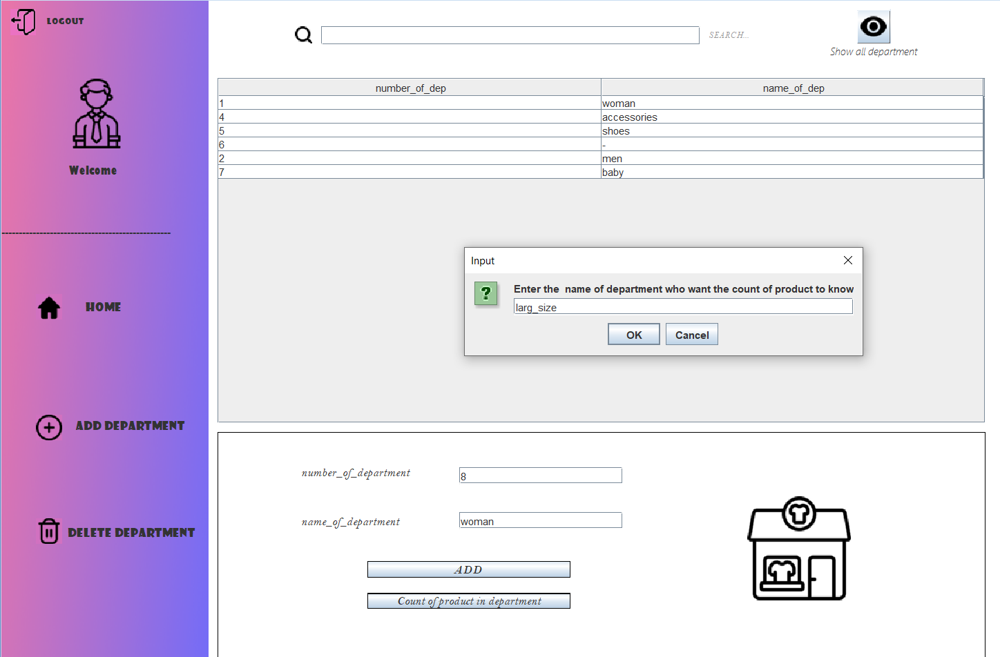 LOGOUT
Welcome
------------------------------------------------
HOME
ADD DEPARTMENT
DELETE DEPARTMENT
SEARCH...
Show all department
number_of_dep name_of_dep
1 woman
4 accessories
5 shoes
6 -
2 men
7 baby
Input
?
Enter the  name of department who want the count of product to know
larg_size
OK Cancel
number_of_department 8
name_of_department woman
ADD
Count of product in department